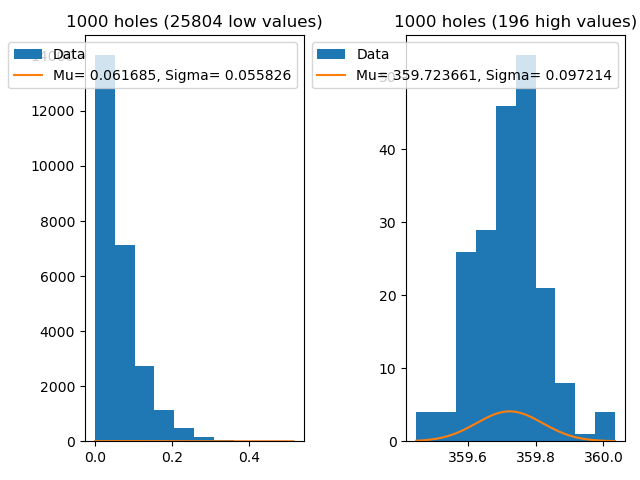 1000 holes (25804 low values)
1000 holes (196 high values)
Data
Mu= 0.061685, Sigma= 0.055826
Data
Mu= 359.723661, Sigma= 0.097214
14000
12000
10000
8000
6000
4000
2000
0
0.0 0.2 0.4
50
40
30
20
10
0
359.6 359.8 360.0